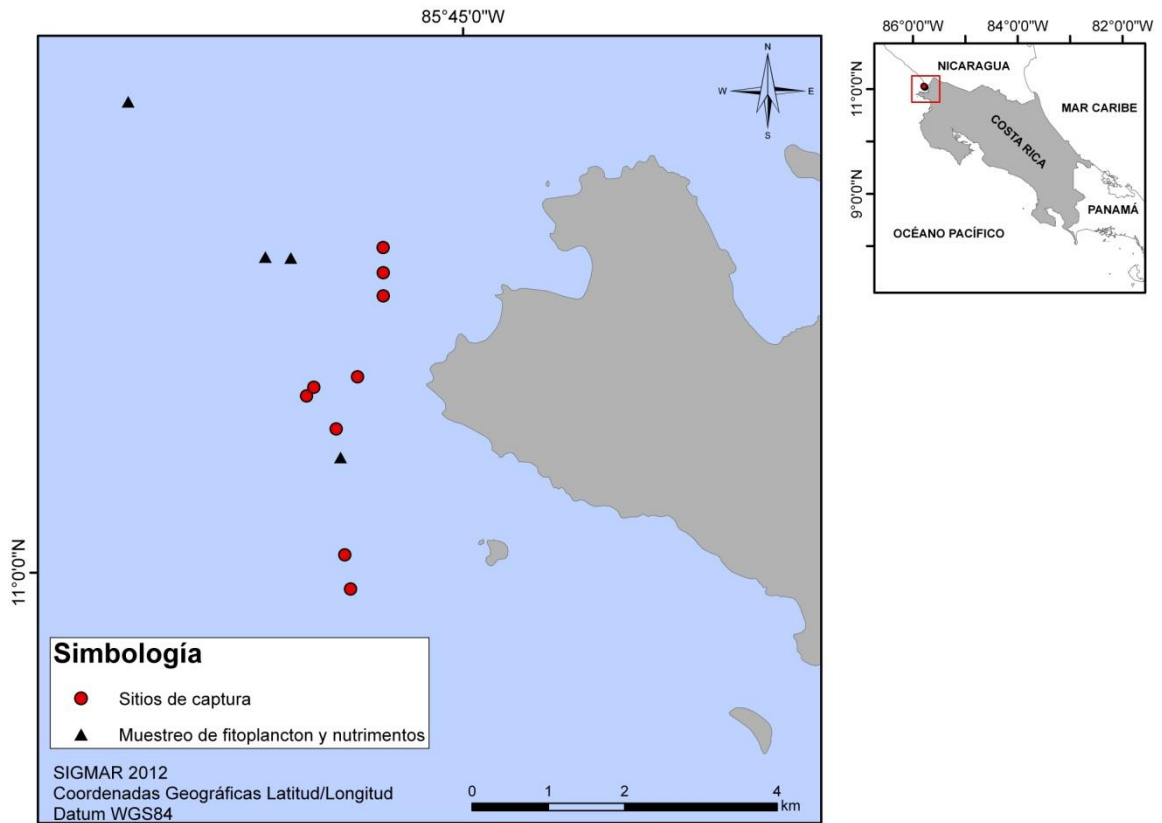 85°45'0"W
N
W E
S
11°0'0"N
Simbología
Sitios de captura
Muestreo de fitoplancton y nutrimentos
SIGMAR 2012
Coordenadas Geográficas Latitud/Longitud
Datum WGS84
0 1 2 4
km
86°0'0"W 84°0'0"W 82°0'0"W
11°0'0"N
9°0'0"N
NICARAGUA
MAR CARIBE
COSTA RICA
PANAMÁ
OCÉANO PACÍFICO